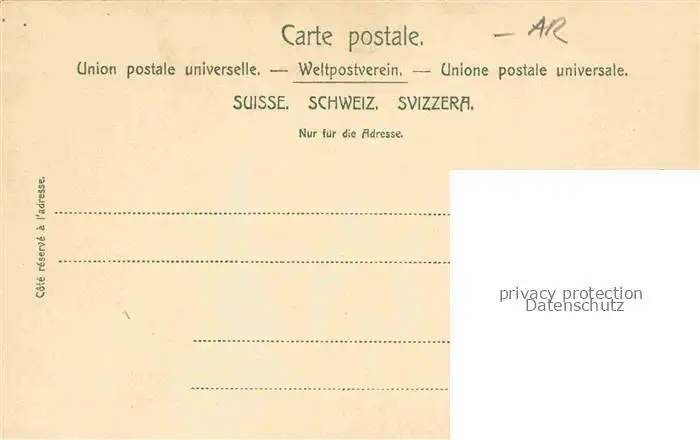 Carte postale. — AR
Union postale universelle. — Weltpostverein. — Unione postale universale.
SUISSE. SCHWEIZ. SVIZZERA.
Nur für die Adresse.
Côté réservé à l'adresse.
privacy protection
Datenschutz